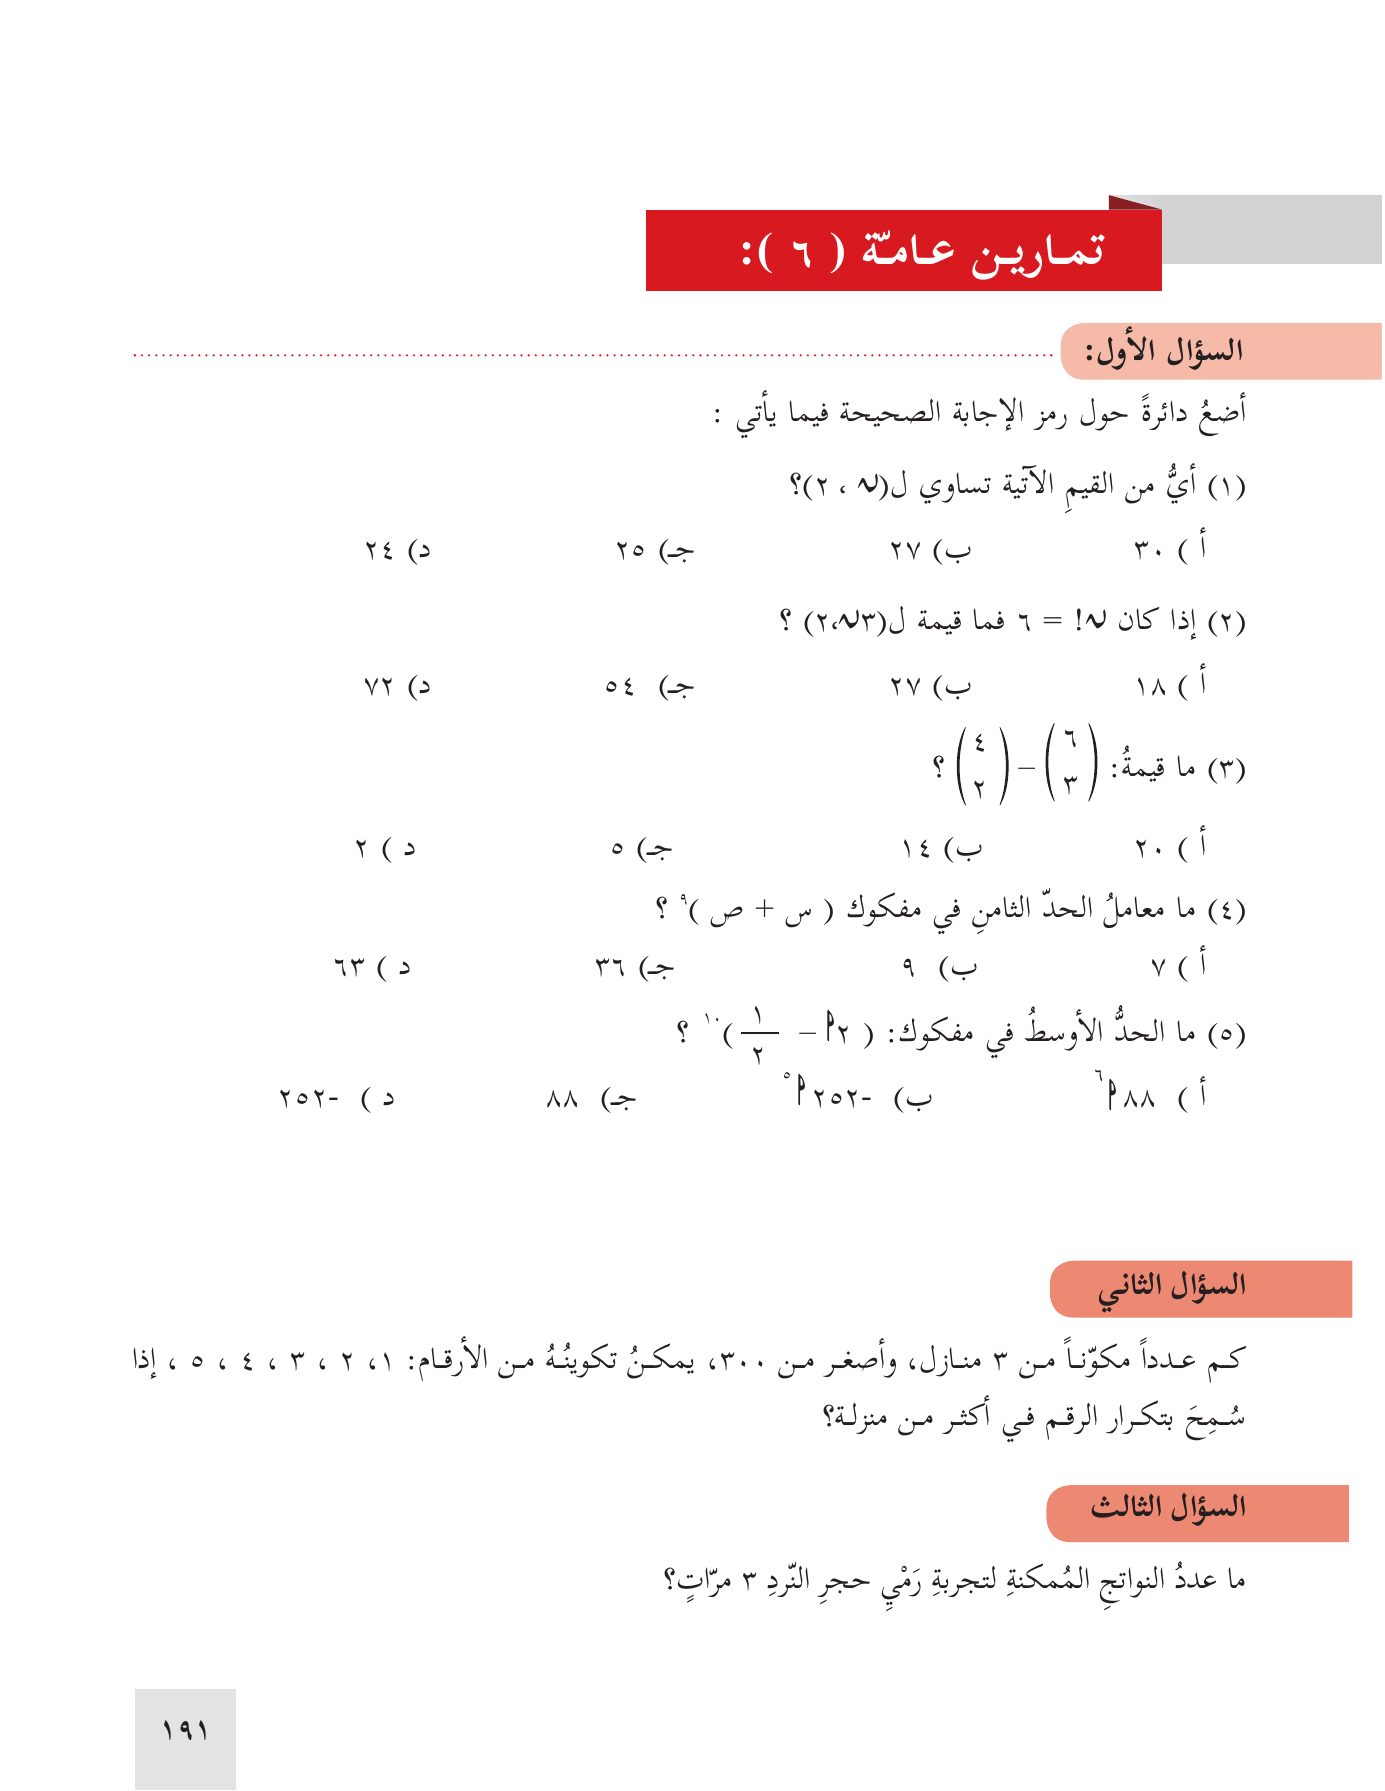 تمارين عامّة ( ٦ ):
السؤال الأول:
أضعُ دائرةً حول رمز الإجابة الصحيحة فيما يأتي :
(١) أيُّ من القيمِ الآتية تساوي ل(ن ، ٢)؟
أ ) ٣٠ ب) ٢٧ جـ) ٢٥ د) ٢٤
(٢) إذا كان ن! = ٦ فما قيمة ل(٣ن،٢) ؟
أ ) ١٨ ب) ٢٧ جـ) ٥٤ د) ٧٢
(٣) ما قيمةُ: (٦ ٣) – (٤ ٢) ؟
أ ) ٢٠ ب) ١٤ جـ) ٥ د ) ٢
(٤) ما معاملُ الحدّ الثامنِ في مفكوك ( س + ص )^٩ ؟
أ ) ٧ ب) ٩ جـ) ٣٦ د ) ٦٣
(٥) ما الحدُّ الأوسطُ في مفكوك: ( ٢أ – ١/٢ )^١٠ ؟
أ ) ٨٨أ^٦ ب) -٢٥٢أ^٥ جـ) ٨٨ د ) -٢٥٢
السؤال الثاني
كم عدداً مكوّناً من ٣ منازل، وأصغر من ٣٠٠، يمكنُ تكوينُهُ من الأرقام: ١، ٢ ، ٣ ، ٤ ، ٥ ، إذا
سُمِحَ بتكرار الرقم في أكثر من منزلة؟
السؤال الثالث
ما عددُ النواتجِ المُمكنةِ لتجربةِ رَمْيِ حجرِ النّردِ ٣ مرّاتٍ؟
١٩١